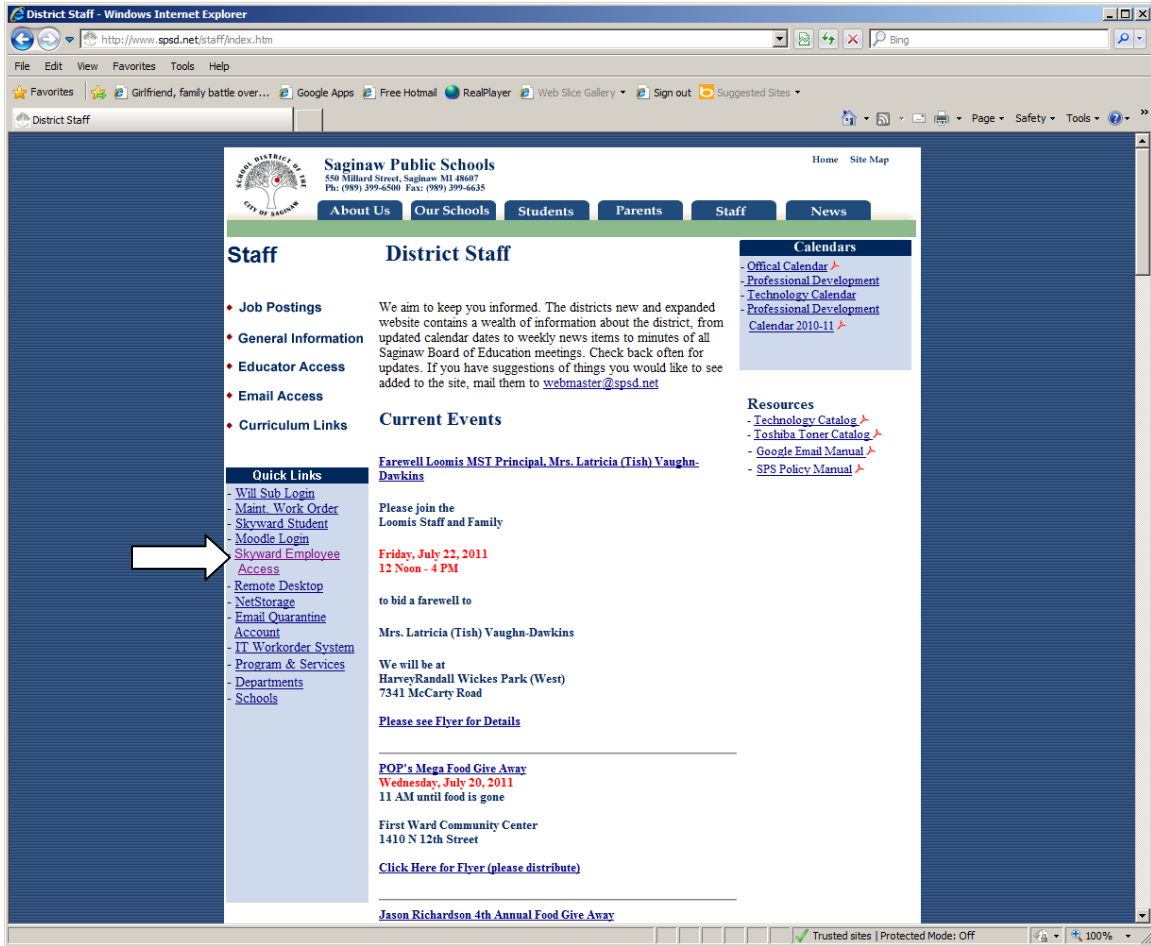 District Staff - Windows Internet Explorer
http://www.spsd.net/staff/index.htm
Bing
File Edit View Favorites Tools Help
Favorites Girlfriend, family battle over... Google Apps Free Hotmail RealPlayer Web Slice Gallery Sign out Suggested Sites
District Staff
Page Safety Tools
SCHOOL DISTRICT OF THE
CITY OF SAGINAW
Saginaw Public Schools
550 Millard Street, Saginaw MI 48607
Ph: (989) 399-6500 Fax: (989) 399-6635
Home Site Map
About Us Our Schools Students Parents Staff News
Staff
• Job Postings
• General Information
• Educator Access
• Email Access
• Curriculum Links
Quick Links
- Will Sub Login
- Maint. Work Order
- Skyward Student
- Moodle Login
Skyward Employee
Access
- Remote Desktop
- NetStorage
- Email Quarantine
Account
- IT Workorder System
- Program & Services
- Departments
- Schools
District Staff
We aim to keep you informed. The districts new and expanded
website contains a wealth of information about the district, from
updated calendar dates to weekly news items to minutes of all
Saginaw Board of Education meetings. Check back often for
updates. If you have suggestions of things you would like to see
added to the site, mail them to webmaster@spsd.net
Current Events
Farewell Loomis MST Principal, Mrs. Latricia (Tish) Vaughn-
Dawkins
Please join the
Loomis Staff and Family
Friday, July 22, 2011
12 Noon - 4 PM
to bid a farewell to
Mrs. Latricia (Tish) Vaughn-Dawkins
We will be at
HarveyRandall Wickes Park (West)
7341 McCarty Road
Please see Flyer for Details
POP's Mega Food Give Away
Wednesday, July 20, 2011
11 AM until food is gone
First Ward Community Center
1410 N 12th Street
Click Here for Flyer (please distribute)
Jason Richardson 4th Annual Food Give Away
Calendars
- Offical Calendar
- Professional Development
- Technology Calendar
- Professional Development
Calendar 2010-11
Resources
- Technology Catalog
- Toshiba Toner Catalog
- Google Email Manual
- SPS Policy Manual
Trusted sites | Protected Mode: Off
100%